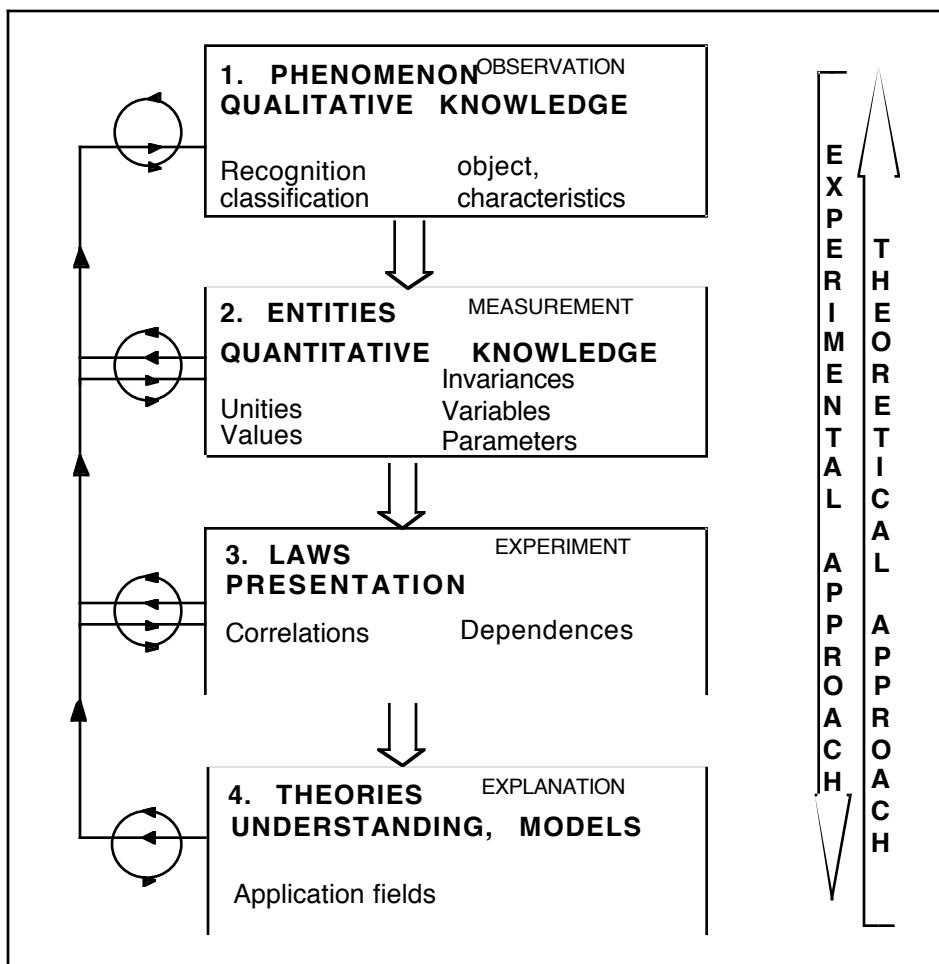 1. PHENOMENON OBSERVATION
QUALITATIVE KNOWLEDGE
Recognition object,
classification characteristics
2. ENTITIES MEASUREMENT
QUANTITATIVE KNOWLEDGE
Invariances
Unities Variables
Values Parameters
3. LAWS EXPERIMENT
PRESENTATION
Correlations Dependences
4. THEORIES EXPLANATION
UNDERSTANDING, MODELS
Application fields
EXPERIMENTAL APPROACH
THEORETICAL APPROACH